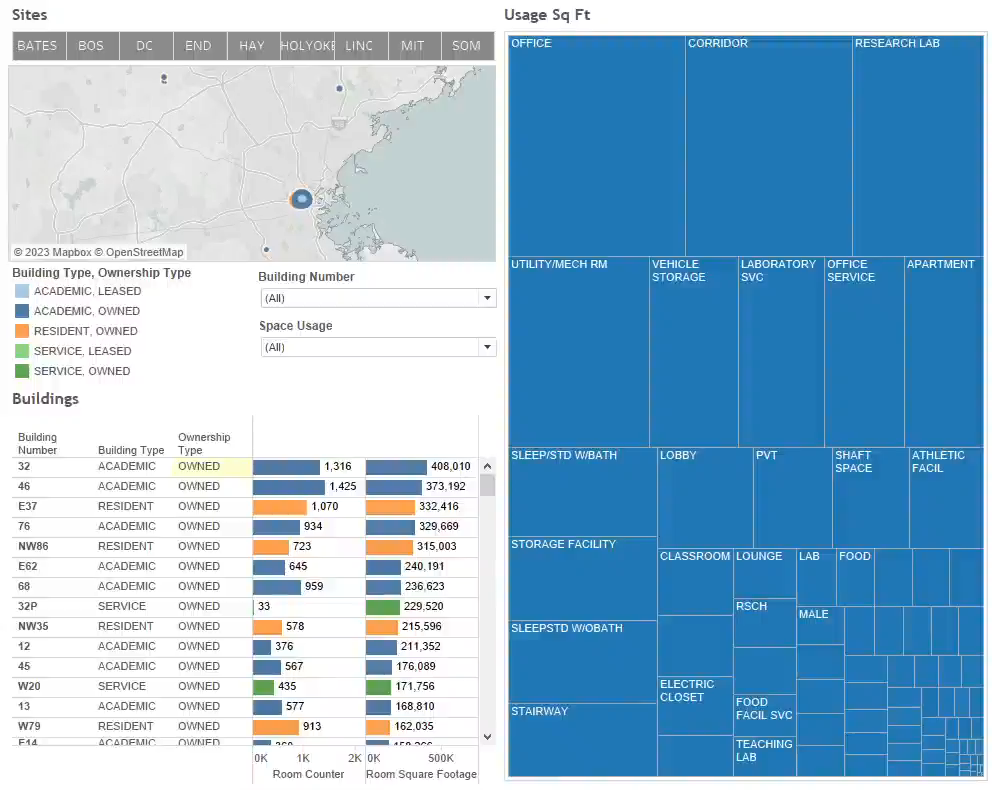 Sites
Usage Sq Ft
BATES BOS DC END HAY HOLYOKE LINC MIT SOM
© 2023 Mapbox © OpenStreetMap
Building Type, Ownership Type
ACADEMIC, LEASED
ACADEMIC, OWNED
RESIDENT, OWNED
SERVICE, LEASED
SERVICE, OWNED
Building Number
(All)
Space Usage
(All)
Buildings
Building Number Building Type Ownership Type
32 ACADEMIC OWNED 1,316 408,010
46 ACADEMIC OWNED 1,425 373,192
E37 RESIDENT OWNED 1,070 332,416
76 ACADEMIC OWNED 934 329,669
NW86 RESIDENT OWNED 723 315,003
E62 ACADEMIC OWNED 645 240,191
68 ACADEMIC OWNED 959 236,623
32P SERVICE OWNED 33 229,520
NW35 RESIDENT OWNED 578 215,596
12 ACADEMIC OWNED 376 211,352
45 ACADEMIC OWNED 567 176,089
W20 SERVICE OWNED 435 171,756
13 ACADEMIC OWNED 577 168,810
W79 RESIDENT OWNED 913 162,035
E14 ACADEMIC OWNED
0K 1K 2K 0K 500K
Room Counter Room Square Footage
OFFICE CORRIDOR RESEARCH LAB
UTILITY/MECH RM VEHICLE STORAGE LABORATORY SVC OFFICE SERVICE APARTMENT
SLEEP/STD W/BATH LOBBY PVT SHAFT SPACE ATHLETIC FACIL
STORAGE FACILITY
CLASSROOM LOUNGE LAB FOOD
RSCH
MALE
SLEEPSTD W/OBATH
ELECTRIC CLOSET
FOOD FACIL SVC
STAIRWAY
TEACHING LAB